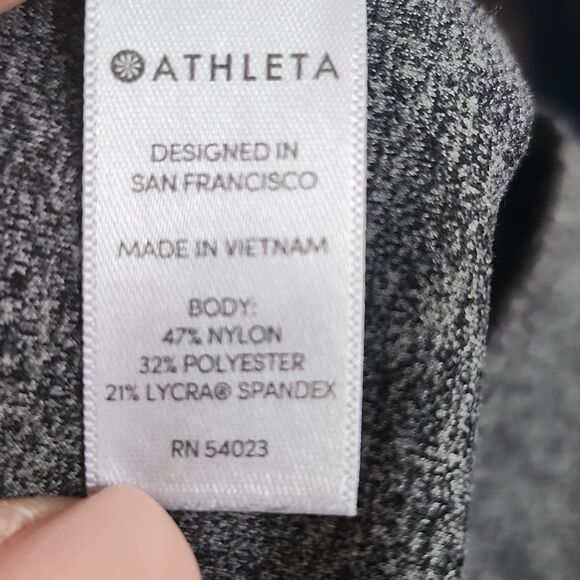 ATHLETA
DESIGNED IN
SAN FRANCISCO
MADE IN VIETNAM
BODY:
47% NYLON
32% POLYESTER
21% LYCRA® SPANDEX
RN 54023